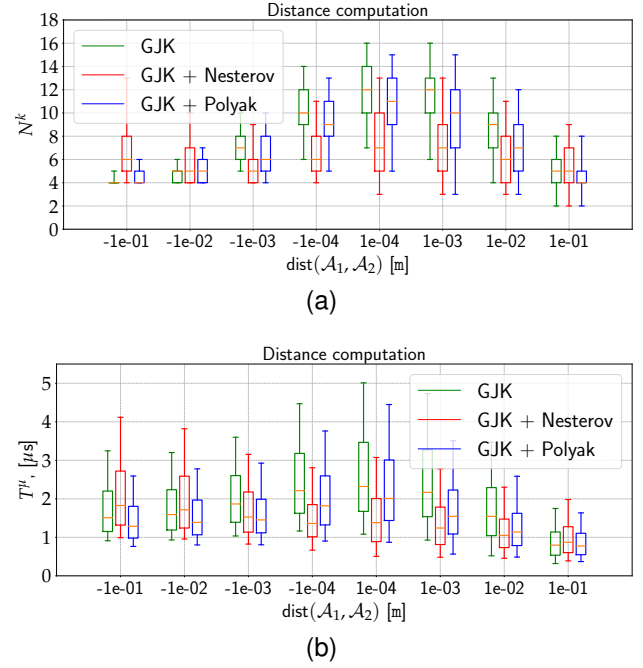 Distance computation
18
16
14
12
10
8
6
4
2
0
N^k
GJK
GJK + Nesterov
GJK + Polyak
-1e-01 -1e-02 -1e-03 -1e-04 1e-04 1e-03 1e-02 1e-01
dist(𝒜₁, 𝒜₂) [m]
(a)
Distance computation
5
4
3
2
1
0
T^μ, [μs]
GJK
GJK + Nesterov
GJK + Polyak
-1e-01 -1e-02 -1e-03 -1e-04 1e-04 1e-03 1e-02 1e-01
dist(𝒜₁, 𝒜₂) [m]
(b)